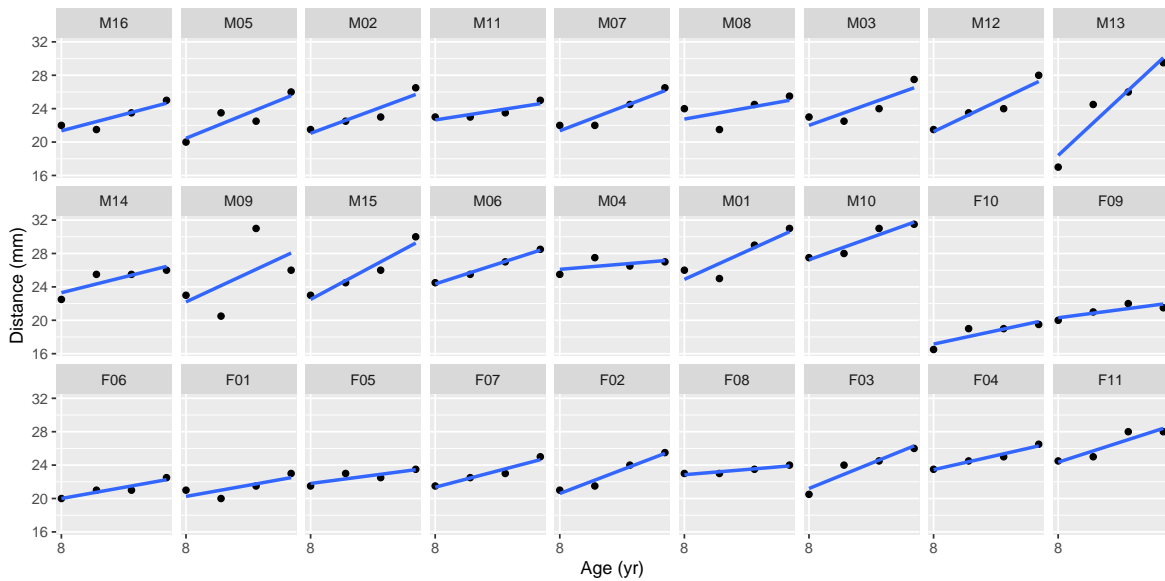 M16 M05 M02 M11 M07 M08 M03 M12 M13
32
28
24
20
16
M14 M09 M15 M06 M04 M01 M10 F10 F09
32
28
24
20
16
Distance (mm)
F06 F01 F05 F07 F02 F08 F03 F04 F11
32
28
24
20
16
8 8 8 8 8 8 8 8 8
Age (yr)